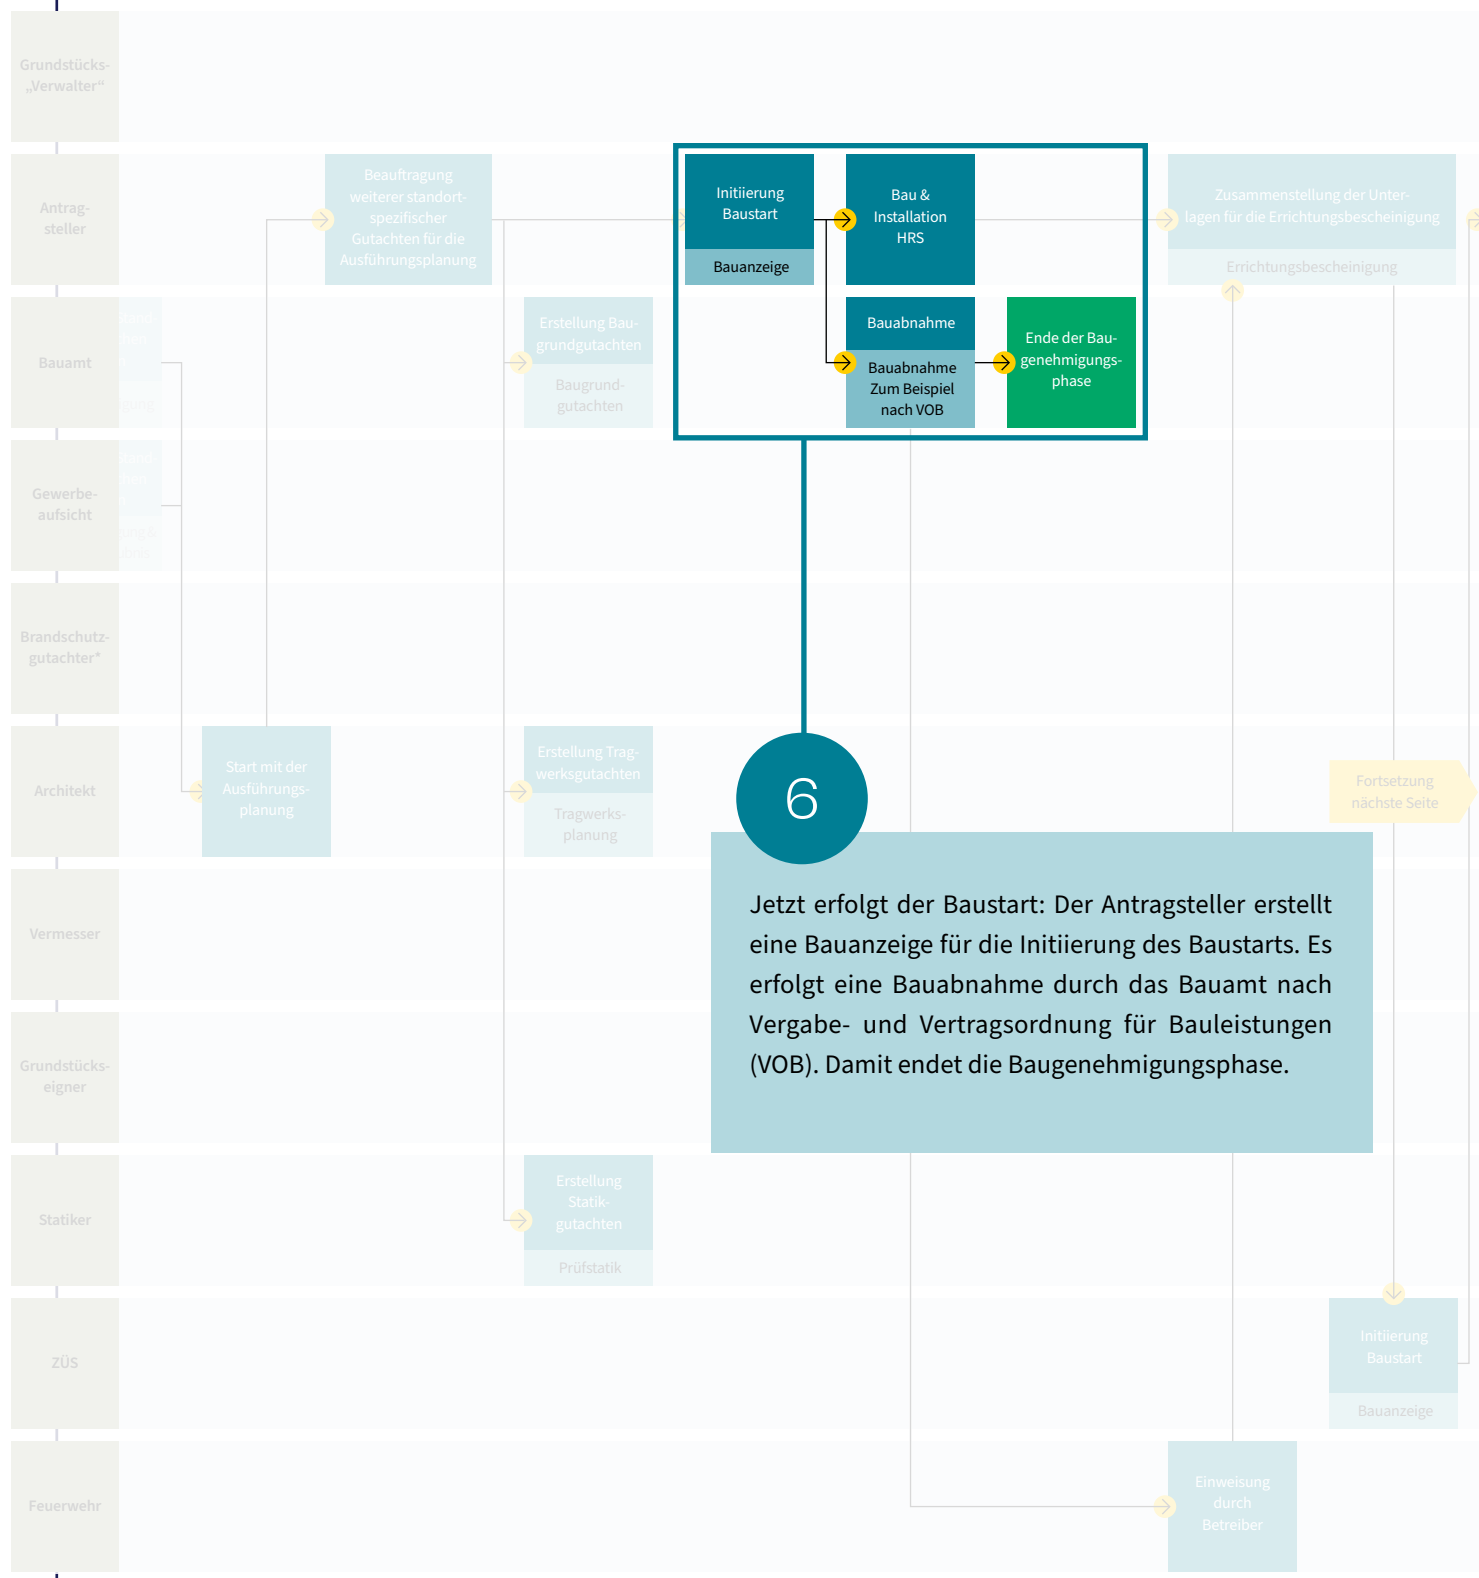 Grundstücks-
„Verwalter“
Antrag-
steller
Beauftragung
weiterer standort-
spezifischer
Gutachten für die
Ausführungsplanung
Initiierung
Baustart
Bauanzeige
Bau &
Installation
HRS
Zusammenstellung der Unter-
lagen für die Errichtungsbescheinigung
Errichtungsbescheinigung
Bauamt
Erstellung Bau-
grundgutachten
Baugrund-
gutachten
Bauabnahme
Bauabnahme
Zum Beispiel
nach VOB
Ende der Bau-
genehmigungs-
phase
Gewerbe-
aufsicht
Brandschutz-
gutachter*
Architekt
Start mit der
Ausführungs-
planung
Erstellung Trag-
werksgutachten
Tragwerks-
planung
Fortsetzung
nächste Seite
6
Jetzt erfolgt der Baustart: Der Antragsteller erstellt
eine Bauanzeige für die Initiierung des Baustarts. Es
erfolgt eine Bauabnahme durch das Bauamt nach
Vergabe- und Vertragsordnung für Bauleistungen
(VOB). Damit endet die Baugenehmigungsphase.
Vermesser
Grundstücks-
eigner
Statiker
Erstellung
Statik-
gutachten
Prüfstatik
ZÜS
Initiierung
Baustart
Bauanzeige
Feuerwehr
Einweisung
durch
Betreiber